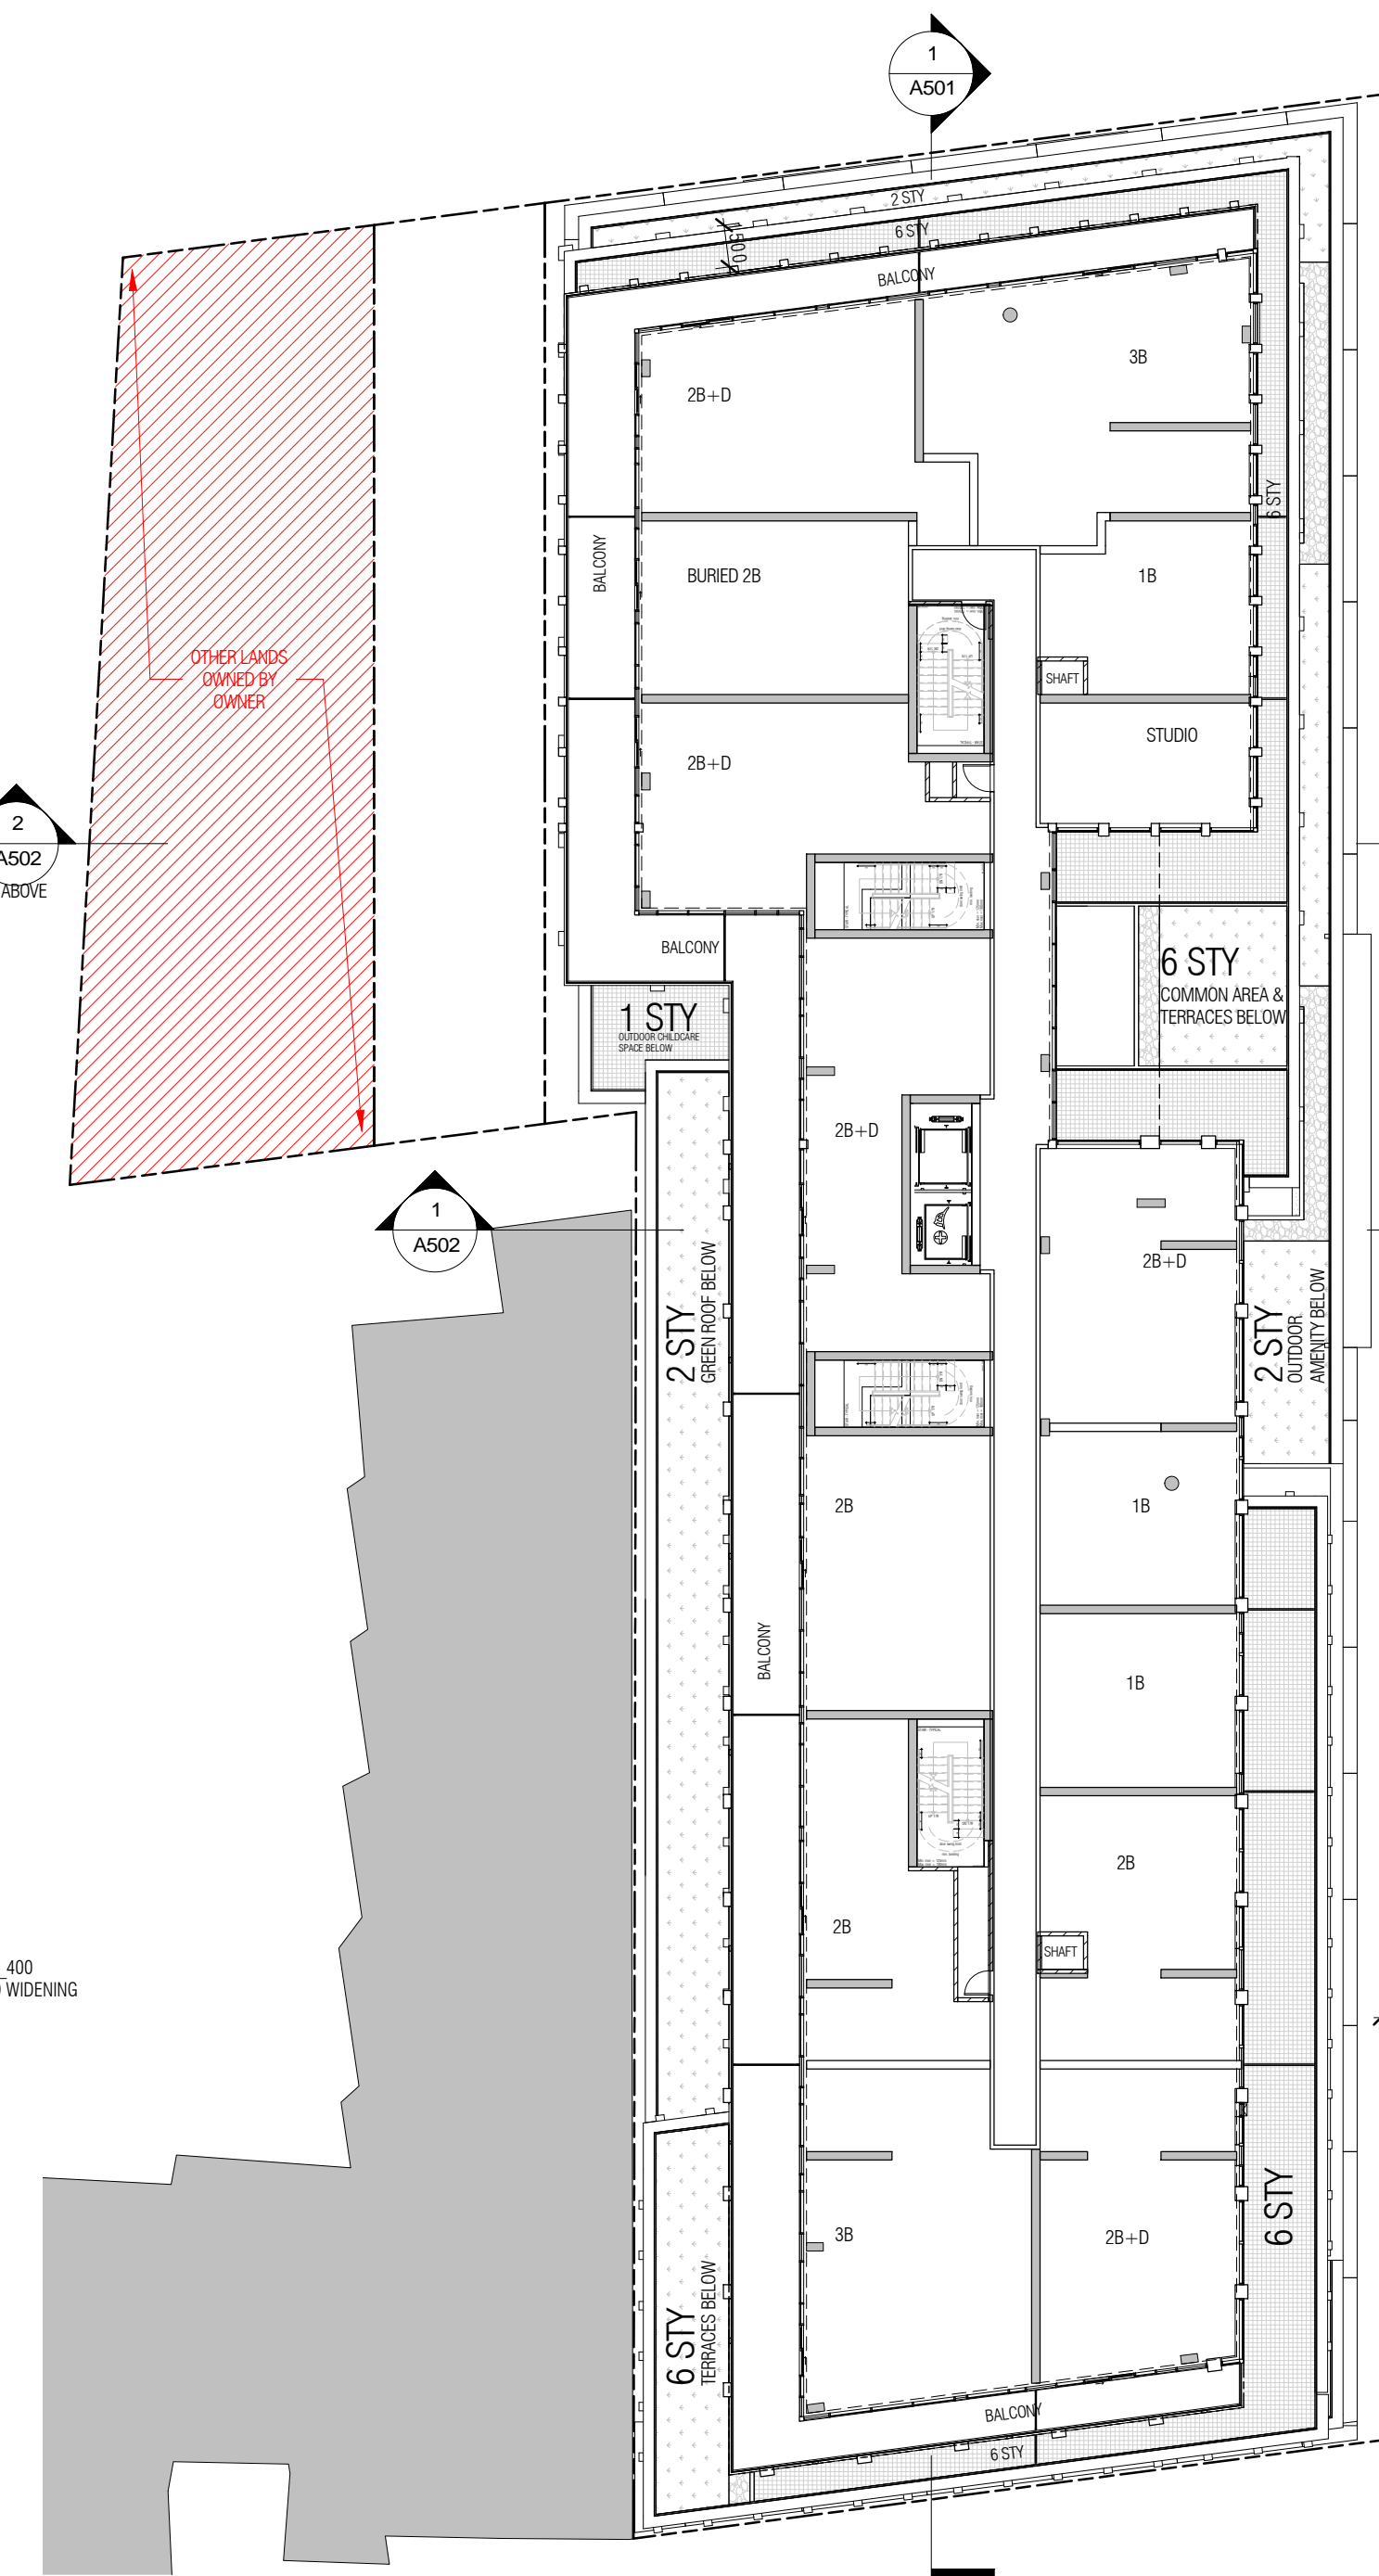 1
A501
2 STY
6 STY
1500
BALCONY
3B
2B+D
6 STY
BALCONY
BURIED 2B
1B
OTHER LANDS
OWNED BY
OWNER
SHAFT
STUDIO
2B+D
2
A502
ABOVE
BALCONY
6 STY
COMMON AREA &
TERRACES BELOW
1 STY
OUTDOOR CHILDCARE
SPACE BELOW
2B+D
1
A502
2B+D
2 STY
GREEN ROOF BELOW
2 STY
OUTDOOR
AMENITY BELOW
2B
1B
BALCONY
1B
2B
2B
SHAFT
400
WIDENING
6 STY
3B
2B+D
6 STY
TERRACES BELOW
BALCONY
6 STY